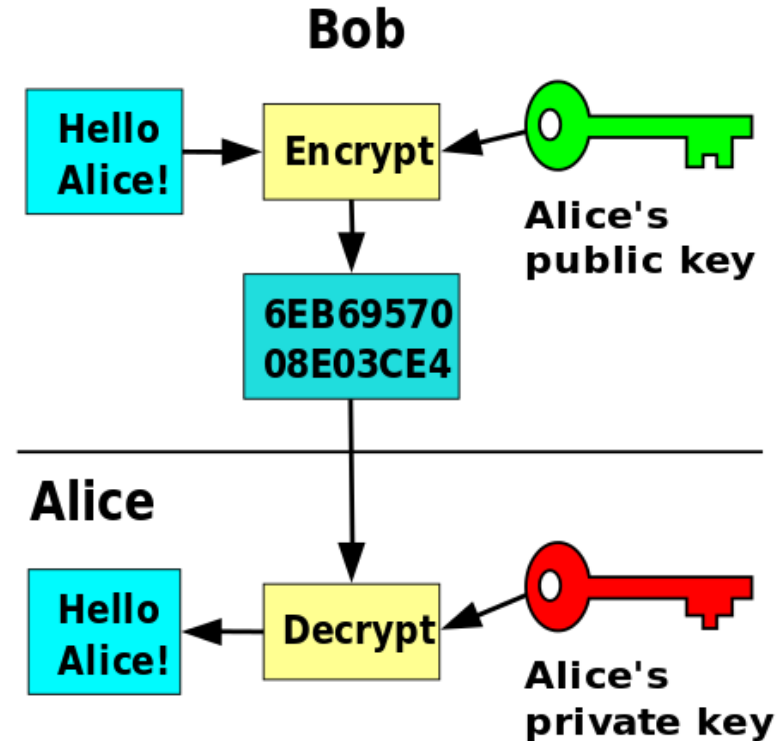 Bob
Hello
Alice!
Encrypt
Alice's
public key
6EB69570
08E03CE4
Alice
Hello
Alice!
Decrypt
Alice's
private key